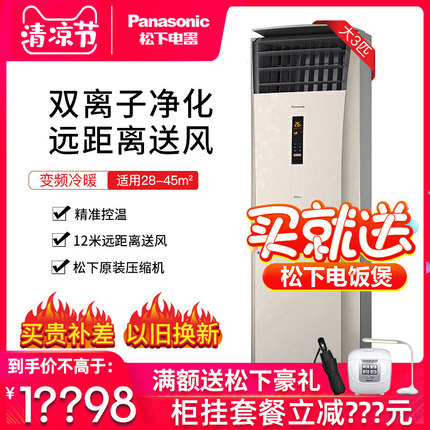 清凉节
Panasonic
松下电器
大3匹
双离子净化
远距离送风
变频冷暖 适用28-45m²
精准控温
12米远距离送风
松下原装压缩机
Panasonic
买就送
松下电饭煲
买贵补差
以旧换新
到手价不高于:
¥1??98
满额送松下豪礼
柜挂套餐立减???元